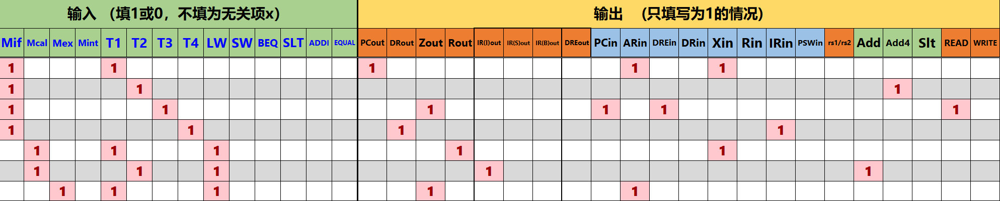 输入 （填1或0，不填为无关项x） 输出 （只填写为1的情况）
Mif Mcal Mex Mint T1 T2 T3 T4 LW SW BEQ SLT ADDI EQUAL PCout DRout Zout Rout IR(I)out IR(S)out IR(B)out DREout PCin ARin DREin DRin Xin Rin IRin PSWin rs1/rs2 Add Add4 Slt READ WRITE
1 1 1 1 1
1 1 1
1 1 1 1 1 1
1 1 1 1
1 1 1 1 1
1 1 1 1 1
1 1 1 1 1